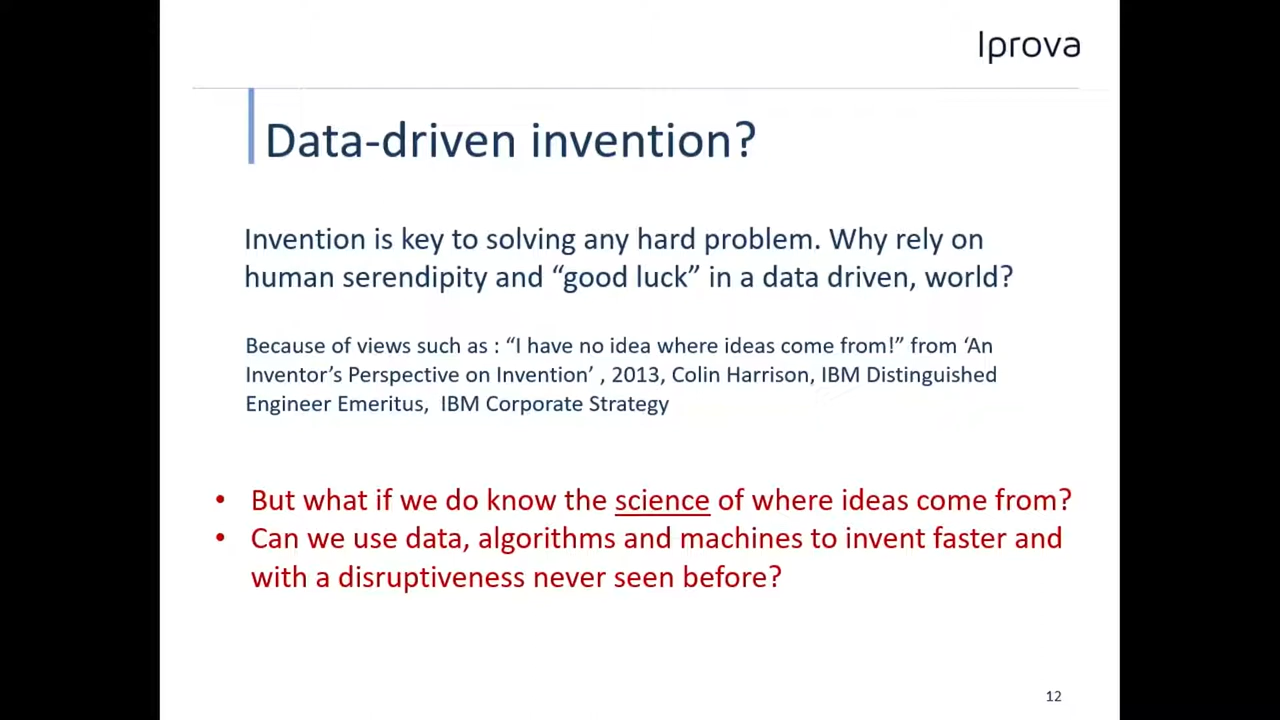 Iprova
Data-driven invention?
Invention is key to solving any hard problem. Why rely on
human serendipity and “good luck” in a data driven, world?
Because of views such as : “I have no idea where ideas come from!” from ‘An
Inventor’s Perspective on Invention’ , 2013, Colin Harrison, IBM Distinguished
Engineer Emeritus, IBM Corporate Strategy
• But what if we do know the science of where ideas come from?
• Can we use data, algorithms and machines to invent faster and
with a disruptiveness never seen before?
12